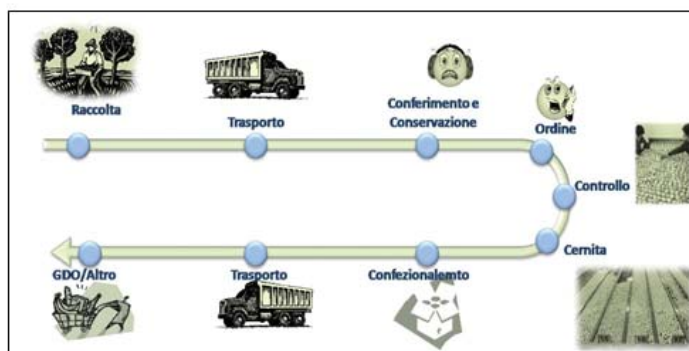 Raccolta
Trasporto
Conferimento e
Conservazione
Ordine
Controllo
Cernita
Confezionalemto
Trasporto
GDO/Altro